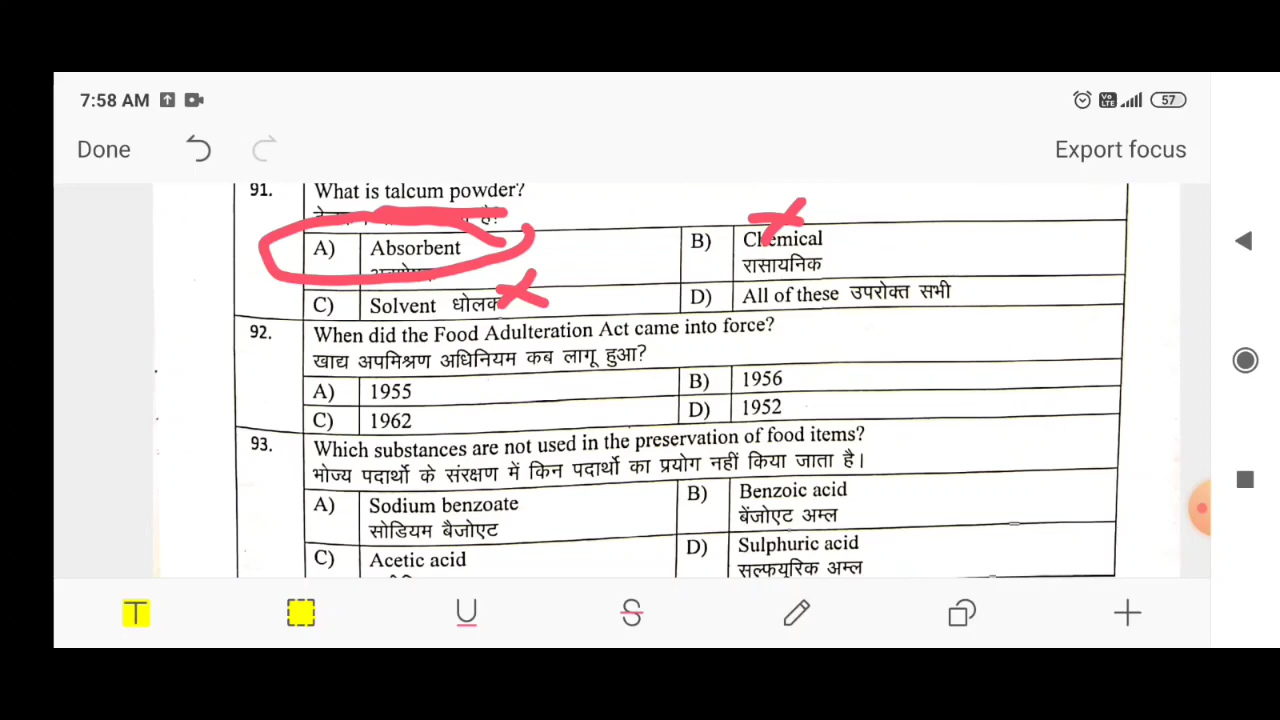 7:58 AM
Vo LTE
57
Done
Export focus
91. What is talcum powder?
है?
A) Absorbent
B) Chemical
रासायनिक
C) Solvent धोलक
D) All of these उपरोक्त सभी
92. When did the Food Adulteration Act came into force?
खाद्य अपमिश्रण अधिनियम कब लागू हुआ?
A) 1955
B) 1956
C) 1962
D) 1952
93. Which substances are not used in the preservation of food items?
भोज्य पदार्थो के संरक्षण में किन पदार्थो का प्रयोग नहीं किया जाता है।
A) Sodium benzoate
सोडियम बैजोएट
B) Benzoic acid
बेंजोएट अम्ल
C) Acetic acid
D) Sulphuric acid
सल्फयूरिक अम्ल
T
U
S